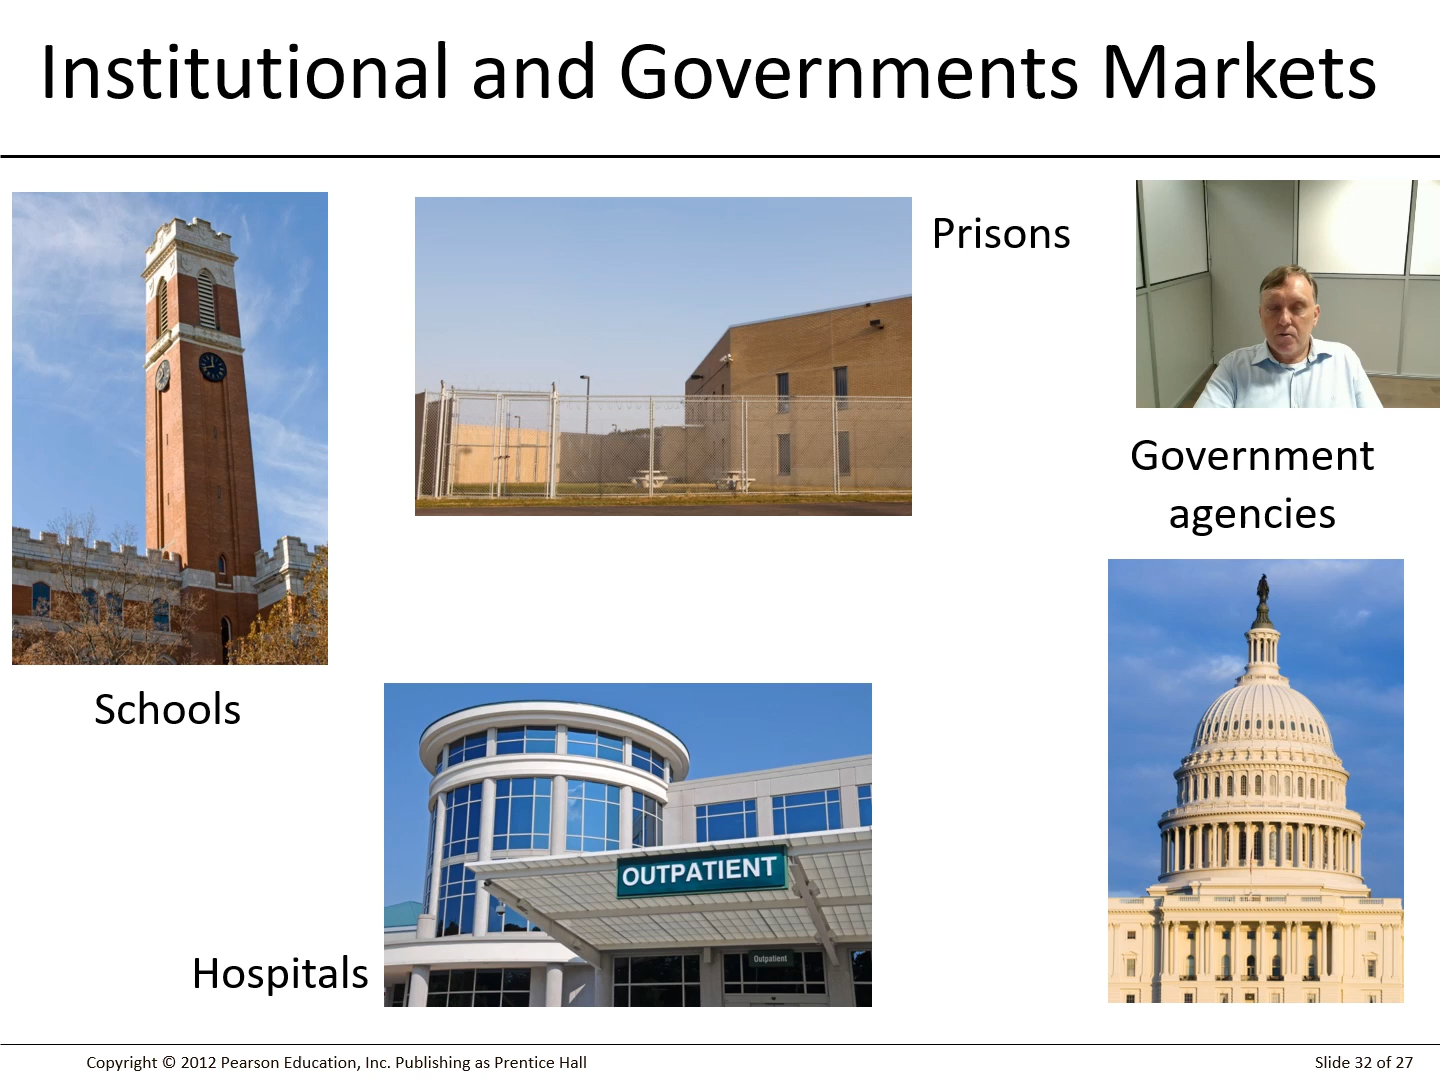 Institutional and Governments Markets
Prisons
Government
agencies
Schools
OUTPATIENT
Outpatient
Hospitals
Copyright © 2012 Pearson Education, Inc. Publishing as Prentice Hall
Slide 32 of 27